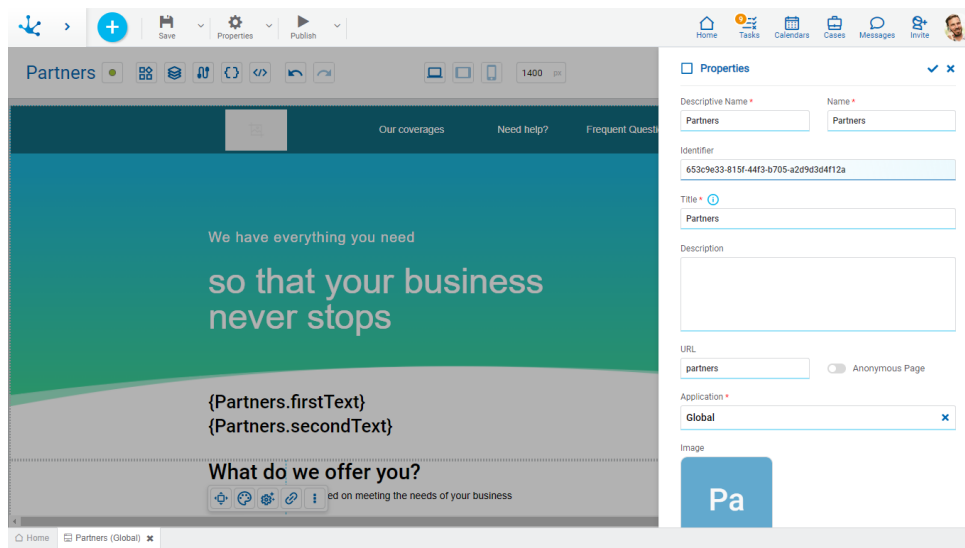 Save
Properties
Publish
Home
9
Tasks
Calendars
Cases
Messages
Invite
Partners
1400 px
Our coverages
Need help?
Frequent Questi
We have everything you need
so that your business
never stops
{Partners.firstText}
{Partners.secondText}
What do we offer you?
ed on meeting the needs of your business
Properties
Descriptive Name *
Name *
Partners
Partners
Identifier
653c9e33-815f-44f3-b705-a2d9d3d4f12a
Title *
Partners
Description
URL
partners
Anonymous Page
Application *
Global
Image
Pa
Home
Partners (Global)